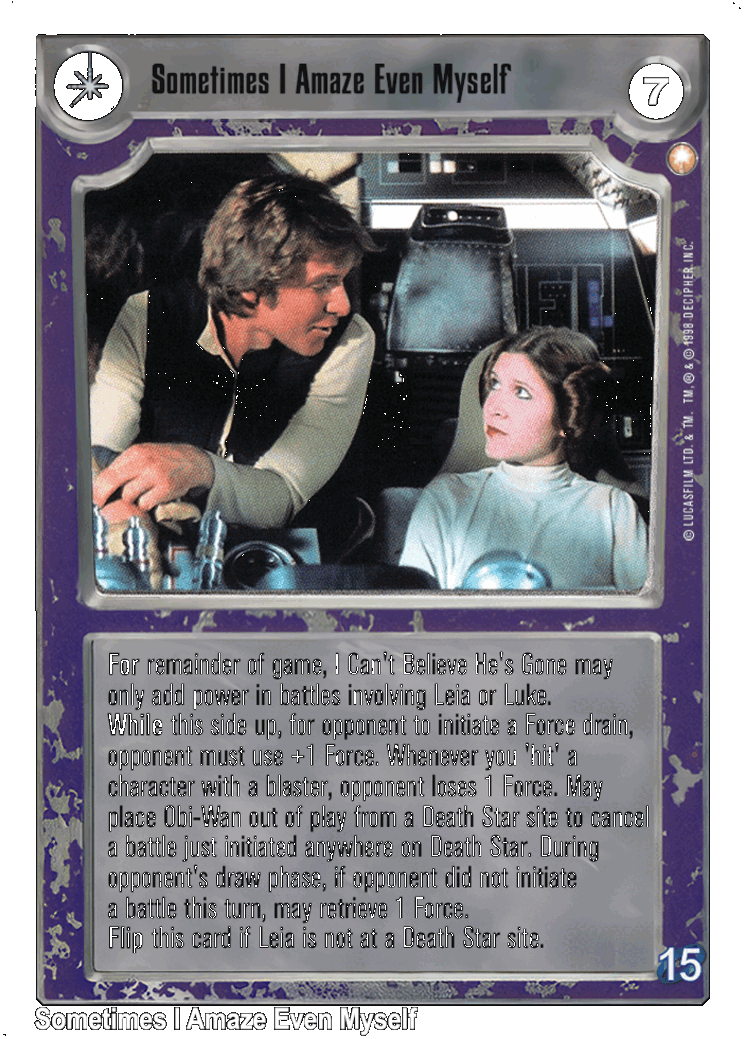 Sometimes I Amaze Even Myself
7
© LUCASFILM LTD. & TM. TM, ® & © 1998 DECIPHER INC.
For remainder of game, I Can't Believe He's Gone may
only add power in battles involving Leia or Luke.
While this side up, for opponent to initiate a Force drain,
opponent must use +1 Force. Whenever you 'hit' a
character with a blaster, opponent loses 1 Force. May
place Obi-Wan out of play from a Death Star site to cancel
a battle just initiated anywhere on Death Star. During
opponent's draw phase, if opponent did not initiate
a battle this turn, may retrieve 1 Force.
Flip this card if Leia is not at a Death Star site.
15
Sometimes I Amaze Even Myself